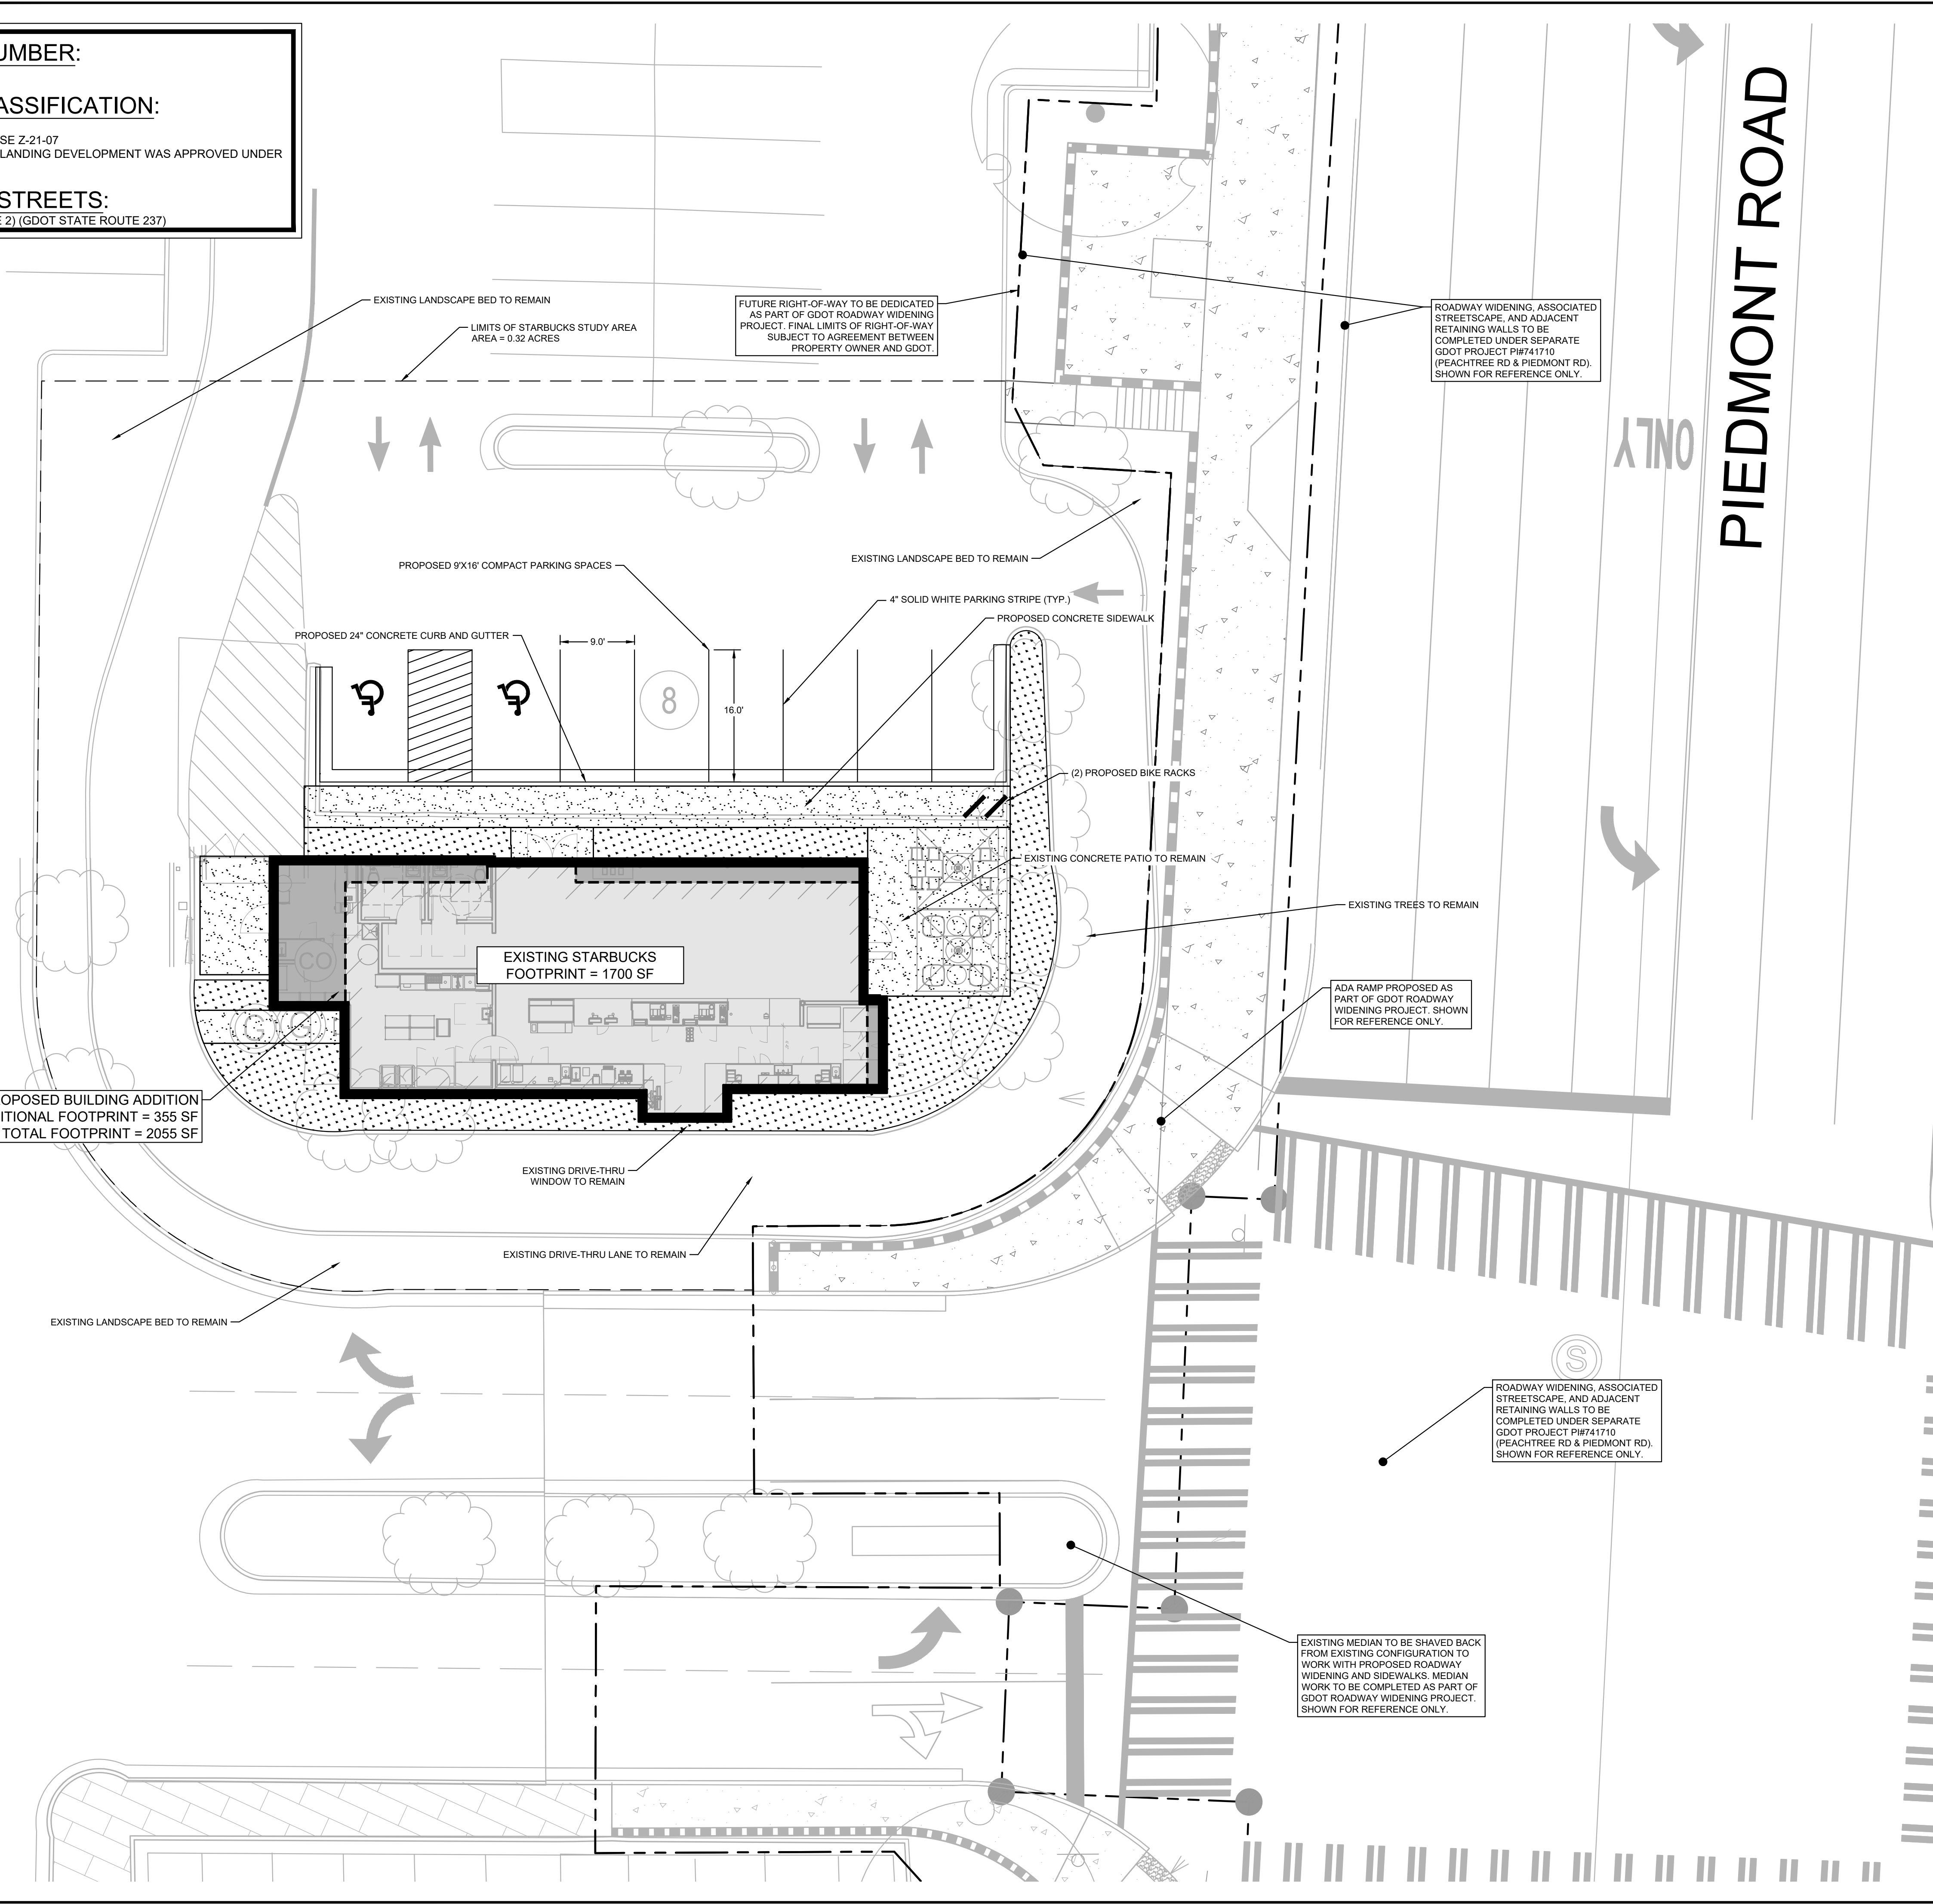 UMBER:
ASSIFICATION:
SE Z-21-07
LANDING DEVELOPMENT WAS APPROVED UNDER
STREETS:
E 2) (GDOT STATE ROUTE 237)
PIEDMONT ROAD
EXISTING LANDSCAPE BED TO REMAIN
LIMITS OF STARBUCKS STUDY AREA
AREA = 0.32 ACRES
FUTURE RIGHT-OF-WAY TO BE DEDICATED
AS PART OF GDOT ROADWAY WIDENING
PROJECT. FINAL LIMITS OF RIGHT-OF-WAY
SUBJECT TO AGREEMENT BETWEEN
PROPERTY OWNER AND GDOT.
ROADWAY WIDENING, ASSOCIATED
STREETSCAPE, AND ADJACENT
RETAINING WALLS TO BE
COMPLETED UNDER SEPARATE
GDOT PROJECT PI#741710
(PEACHTREE RD & PIEDMONT RD).
SHOWN FOR REFERENCE ONLY.
ONLY
EXISTING LANDSCAPE BED TO REMAIN
PROPOSED 9'X16' COMPACT PARKING SPACES
4" SOLID WHITE PARKING STRIPE (TYP.)
PROPOSED CONCRETE SIDEWALK
PROPOSED 24" CONCRETE CURB AND GUTTER
9.0'
8
16.0'
(2) PROPOSED BIKE RACKS
EXISTING CONCRETE PATIO TO REMAIN
EXISTING TREES TO REMAIN
EXISTING STARBUCKS
FOOTPRINT = 1700 SF
CO
G
S
ADA RAMP PROPOSED AS
PART OF GDOT ROADWAY
WIDENING PROJECT. SHOWN
FOR REFERENCE ONLY.
OPOSED BUILDING ADDITION
ITIONAL FOOTPRINT = 355 SF
TOTAL FOOTPRINT = 2055 SF
EXISTING DRIVE-THRU
WINDOW TO REMAIN
EXISTING DRIVE-THRU LANE TO REMAIN
EXISTING LANDSCAPE BED TO REMAIN
S
ROADWAY WIDENING, ASSOCIATED
STREETSCAPE, AND ADJACENT
RETAINING WALLS TO BE
COMPLETED UNDER SEPARATE
GDOT PROJECT PI#741710
(PEACHTREE RD & PIEDMONT RD).
SHOWN FOR REFERENCE ONLY.
EXISTING MEDIAN TO BE SHAVED BACK
FROM EXISTING CONFIGURATION TO
WORK WITH PROPOSED ROADWAY
WIDENING AND SIDEWALKS. MEDIAN
WORK TO BE COMPLETED AS PART OF
GDOT ROADWAY WIDENING PROJECT.
SHOWN FOR REFERENCE ONLY.